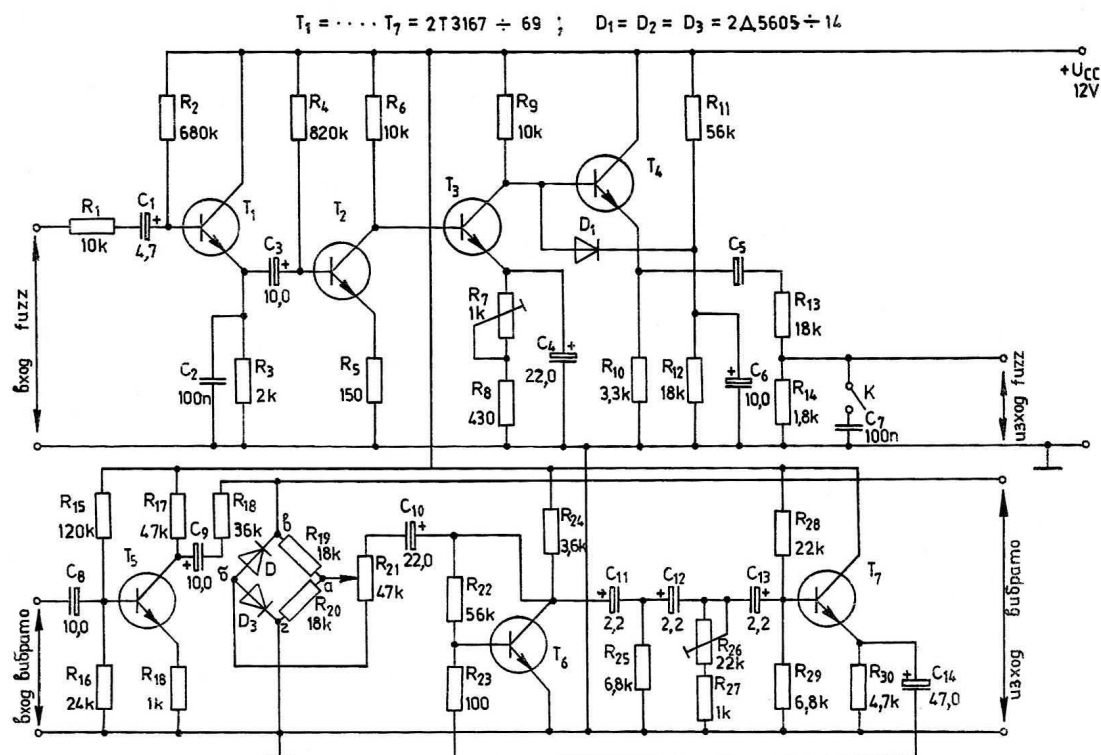 T1 = ···· T7 = 2T3167 ÷ 69 ; D1 = D2 = D3 = 2Д5605 ÷ 14
+UCC
12V
R2
680k
R4
820k
R6
10k
R9
10k
R11
56k
R1
10k
C1
+
4,7
T1
C3
+
10,0
T2
T3
T4
D1
C5
R13
18k
вход fuzz
C2
100n
R3
2k
R5
150
R7
1k
R8
430
C4
+
22,0
R10
3,3k
R12
18k
C6
+
10,0
R14
1,8k
K
C7
100n
изход fuzz
R15
120k
R17
47k
C9
+
10,0
R18
36k
в
R19
18k
б
D
а
D3
R20
18k
г
R21
47k
C10
+
22,0
R24
3,6k
R28
22k
C8
10,0
T5
R22
56k
C11
+
2,2
C12
+
2,2
C13
+
2,2
T7
вход вибрато
R16
24k
R18
1k
R23
100
T6
R25
6,8k
R26
22k
R27
1k
R29
6,8k
R30
4,7k
C14
+
47,0
изход вибрато